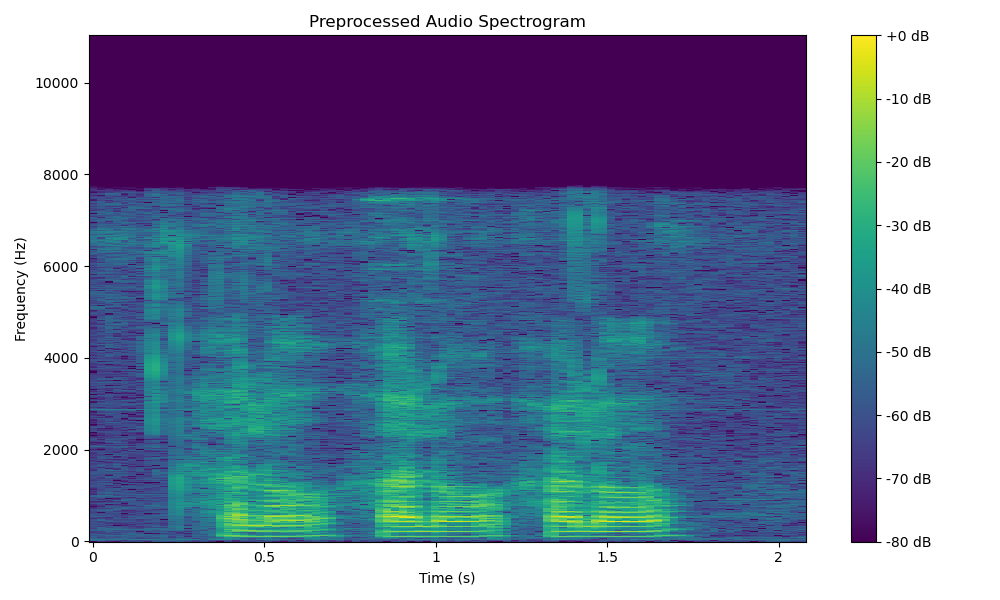 Preprocessed Audio Spectrogram
Frequency (Hz)
10000
8000
6000
4000
2000
0
0
0.5
1
1.5
2
Time (s)
+0 dB
-10 dB
-20 dB
-30 dB
-40 dB
-50 dB
-60 dB
-70 dB
-80 dB